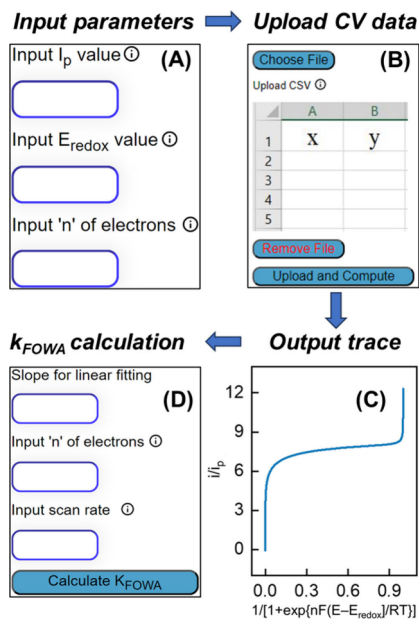 Input parameters
Upload CV data
Input Ip value
(A)
Input Eredox value
Input 'n' of electrons
(B)
Choose File
Upload CSV
A B
1 x y
2
3
4
5
Remove File
Upload and Compute
kFOWA calculation
Output trace
Slope for linear fitting
(D)
Input 'n' of electrons
Input scan rate
Calculate KFOWA
(C)
12
9
6
3
0
i/ip
0.0 0.3 0.6 0.9
1/[1+exp{nF(E−Eredox]/RT}]